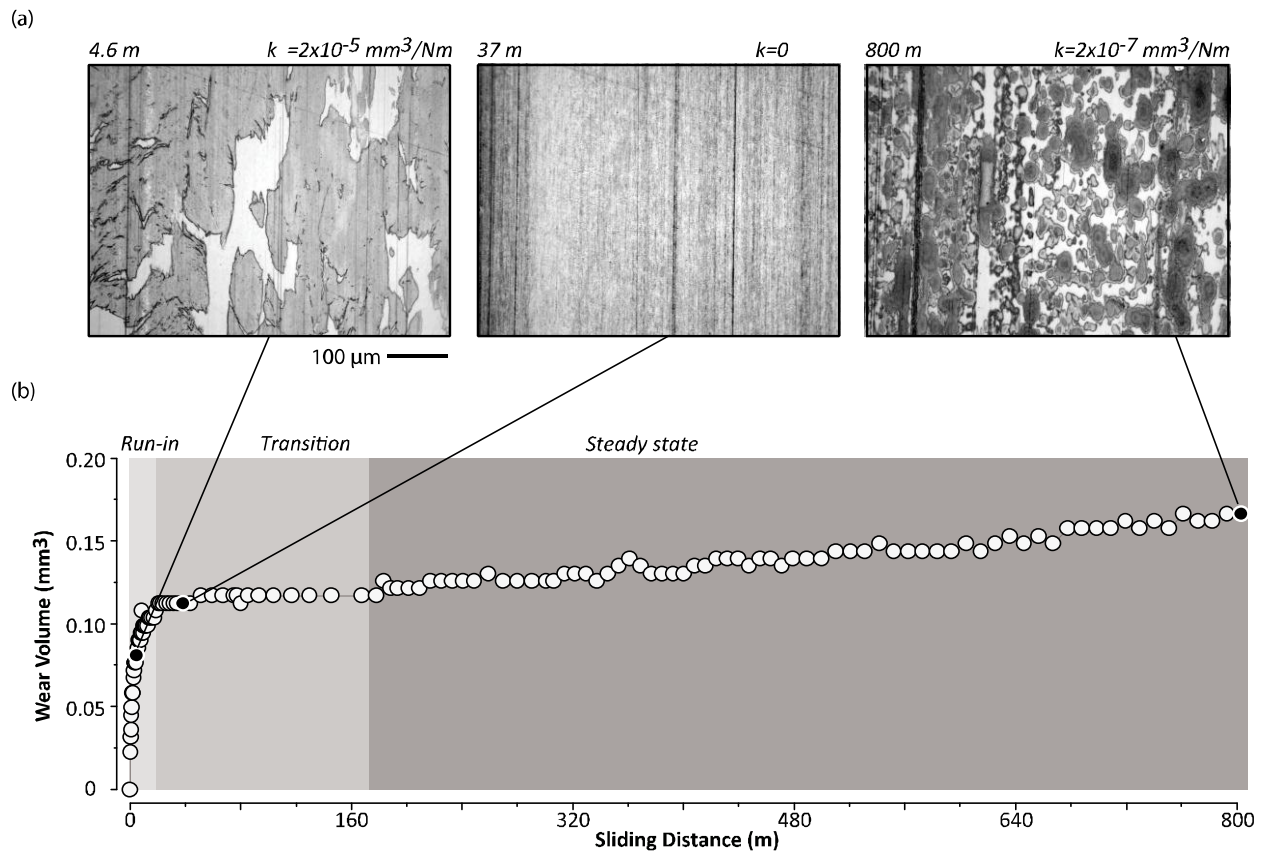 (a)
4.6 m k =2x10-5 mm3/Nm 37 m k=0 800 m k=2x10-7 mm3/Nm
100 µm
(b)
Run-in Transition Steady state
0.20
0.15
0.10
0.05
0
Wear Volume (mm3)
0 160 320 480 640 800
Sliding Distance (m)